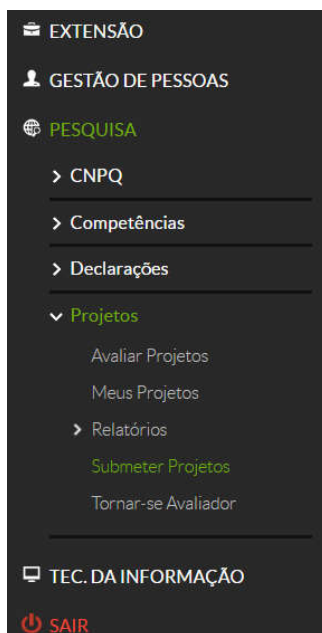 EXTENSÃO
GESTÃO DE PESSOAS
PESQUISA
CNPQ
Competências
Declarações
Projetos
Avaliar Projetos
Meus Projetos
Relatórios
Submeter Projetos
Tornar-se Avaliador
TEC. DA INFORMAÇÃO
SAIR